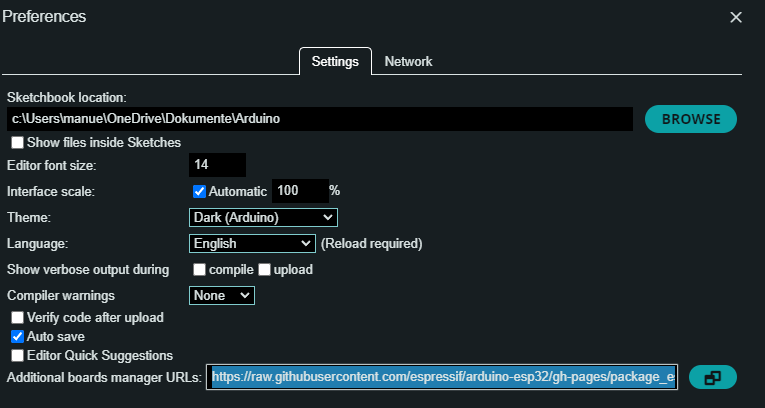 Preferences
Settings Network
Sketchbook location:
c:\Users\manue\OneDrive\Dokumente\Arduino BROWSE
Show files inside Sketches
Editor font size: 14
Interface scale: Automatic 100 %
Theme: Dark (Arduino)
Language: English (Reload required)
Show verbose output during compile upload
Compiler warnings None
Verify code after upload
Auto save
Editor Quick Suggestions
Additional boards manager URLs: https://raw.githubusercontent.com/espressif/arduino-esp32/gh-pages/package_e